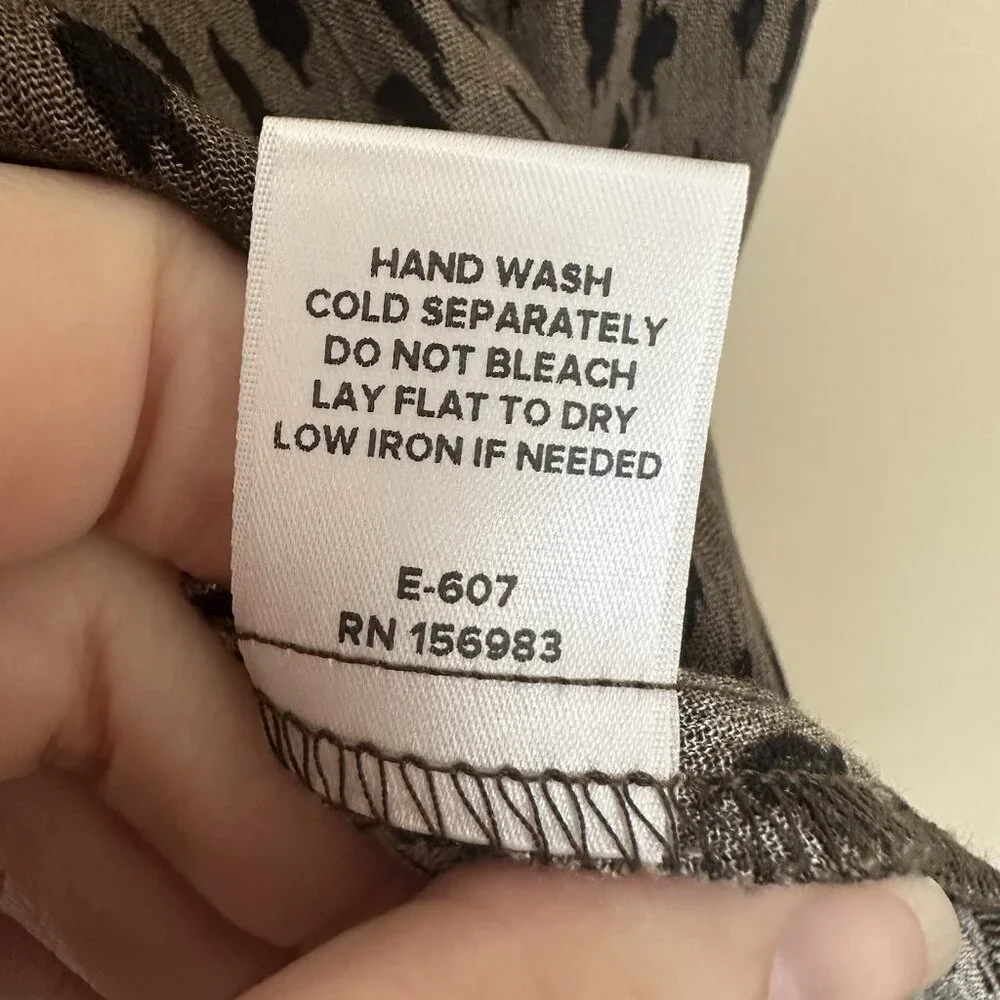 HAND WASH
COLD SEPARATELY
DO NOT BLEACH
LAY FLAT TO DRY
LOW IRON IF NEEDED
E-607
RN 156983